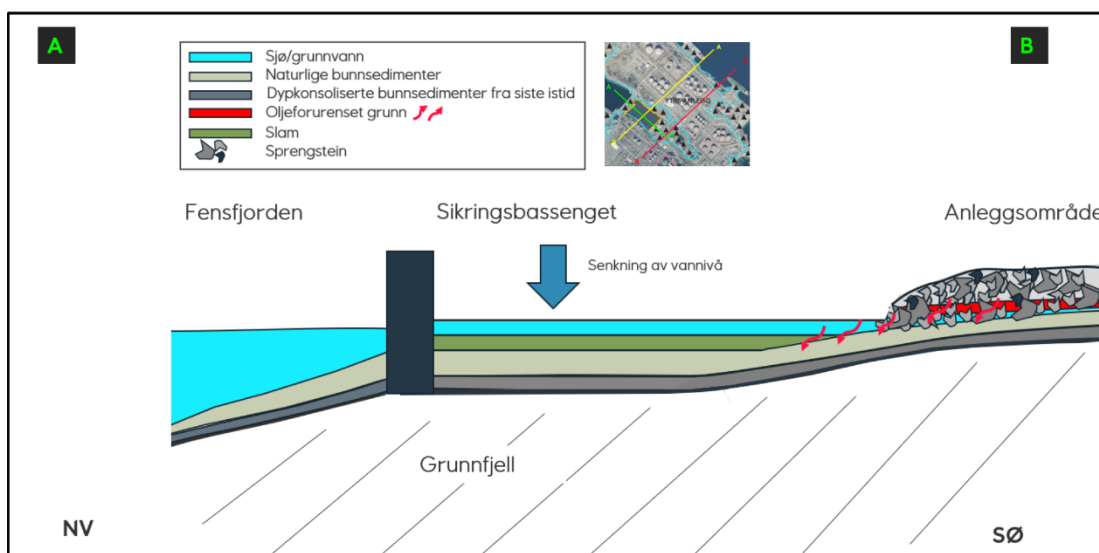 A
B
Sjø/grunnvann
Naturlige bunnsedimenter
Dypkonsoliserte bunnsedimenter fra siste istid
Oljeforurenset grunn
Slam
Sprengstein
A
A
Fensfjorden
Sikringsbassenget
Anleggsområde
Senkning av vannivå
Grunnfjell
NV
SØ